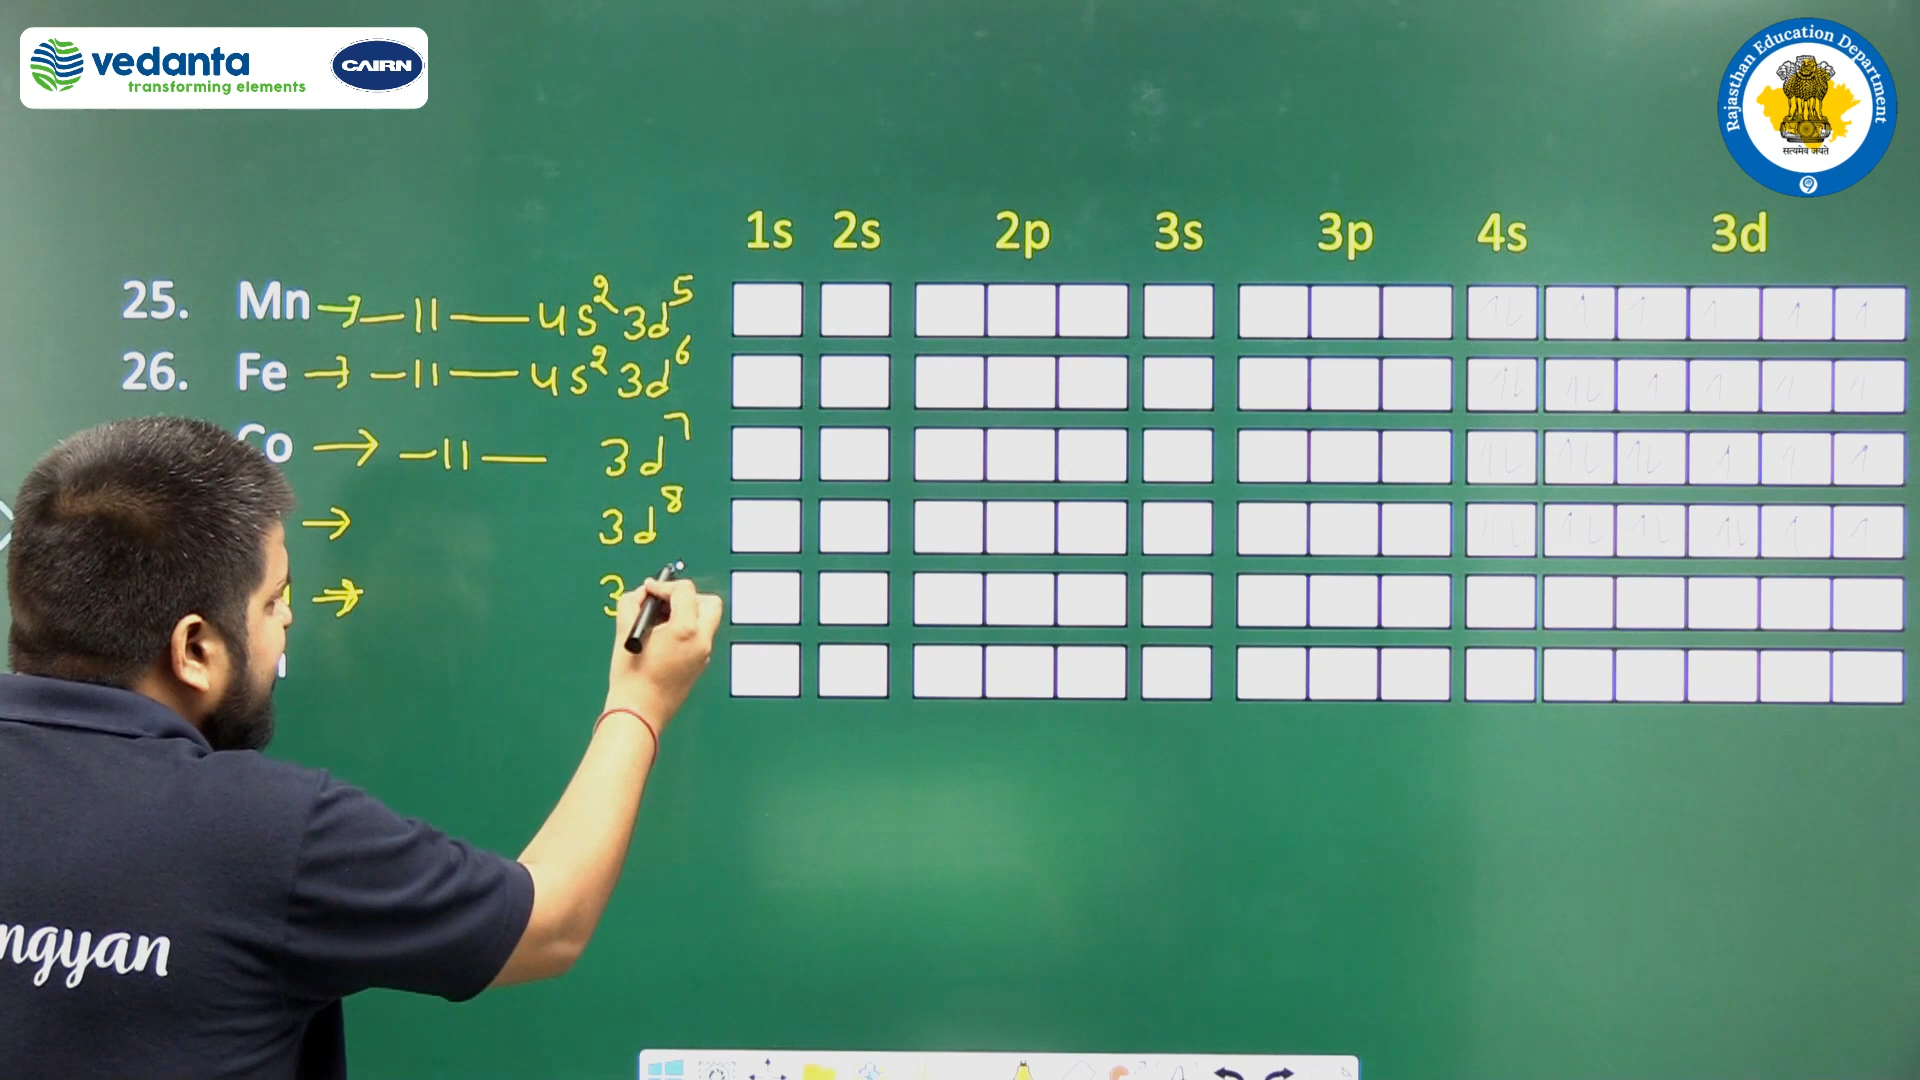 vedanta
transforming elements
CAIRN
Rajasthan Education Department
सत्यमेव जयते
1s 2s 2p 3s 3p 4s 3d
25. Mn → –11— 4s² 3d⁵
26. Fe → –11— 4s² 3d⁶
Co → –11— 3d⁷
→ 3d⁸
→ 3
ngyan